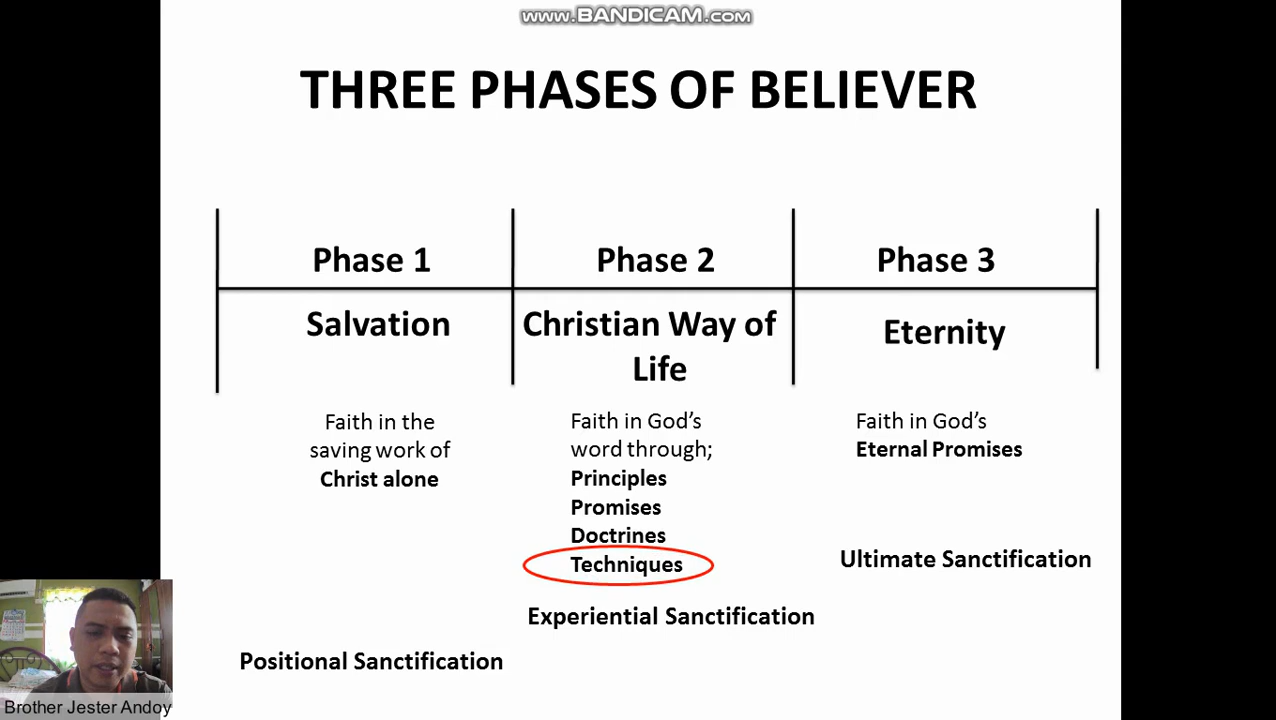 www.BANDICAM.com
THREE PHASES OF BELIEVER
Phase 1
Phase 2
Phase 3
Salvation
Christian Way of
Life
Eternity
Faith in the
saving work of
Christ alone
Faith in God’s
word through;
Principles
Promises
Doctrines
Techniques
Faith in God’s
Eternal Promises
Ultimate Sanctification
Experiential Sanctification
Positional Sanctification
Brother Jester Andoy